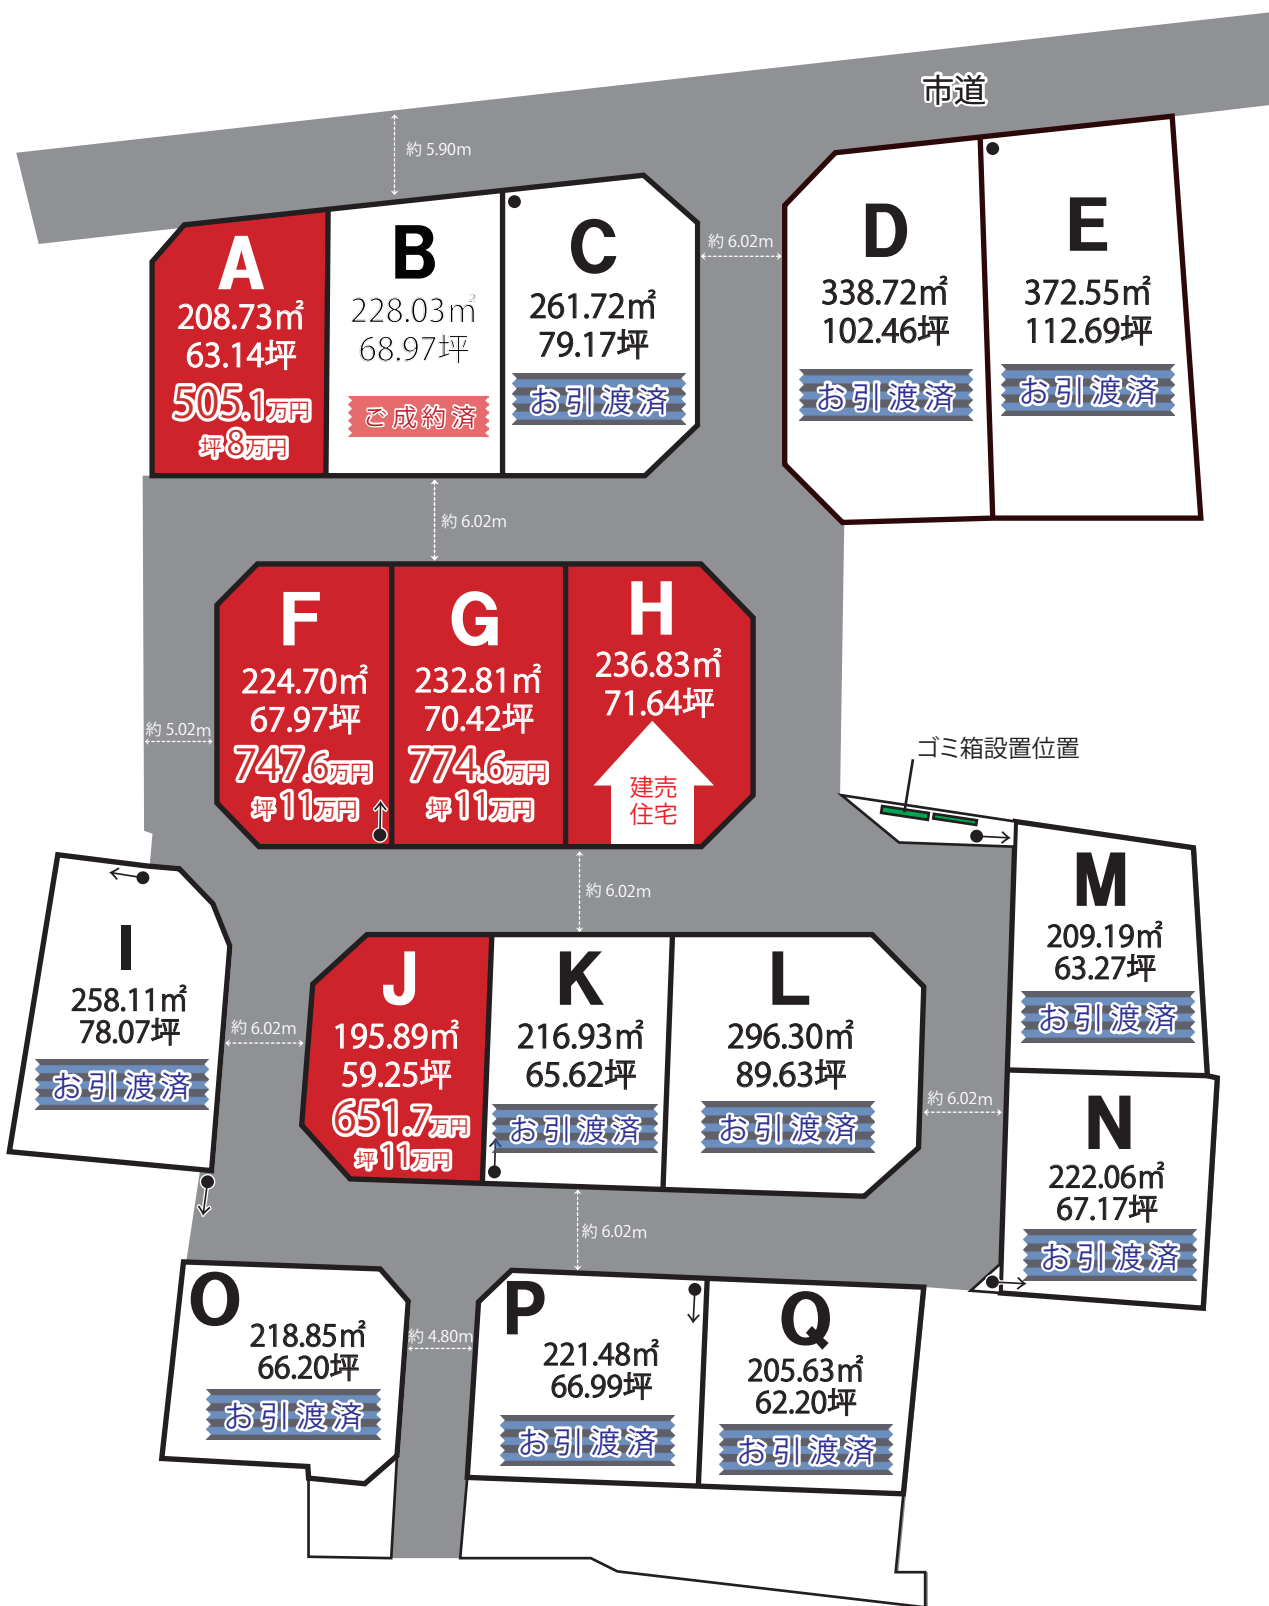 市道
約 5.90m
A
208.73㎡
63.14坪
505.1万円
坪8万円
B
228.03㎡
68.97坪
ご成約済
C
261.72㎡
79.17坪
お引渡済
約 6.02m
D
338.72㎡
102.46坪
お引渡済
E
372.55㎡
112.69坪
お引渡済
約 6.02m
F
224.70㎡
67.97坪
747.6万円
坪11万円
G
232.81㎡
70.42坪
774.6万円
坪11万円
H
236.83㎡
71.64坪
建売
住宅
約 5.02m
ゴミ箱設置位置
約 6.02m
I
258.11㎡
78.07坪
お引渡済
約 6.02m
J
195.89㎡
59.25坪
651.7万円
坪11万円
K
216.93㎡
65.62坪
お引渡済
L
296.30㎡
89.63坪
お引渡済
M
209.19㎡
63.27坪
お引渡済
約 6.02m
N
222.06㎡
67.17坪
お引渡済
約 6.02m
O
218.85㎡
66.20坪
お引渡済
約 4.80m
P
221.48㎡
66.99坪
お引渡済
Q
205.63㎡
62.20坪
お引渡済